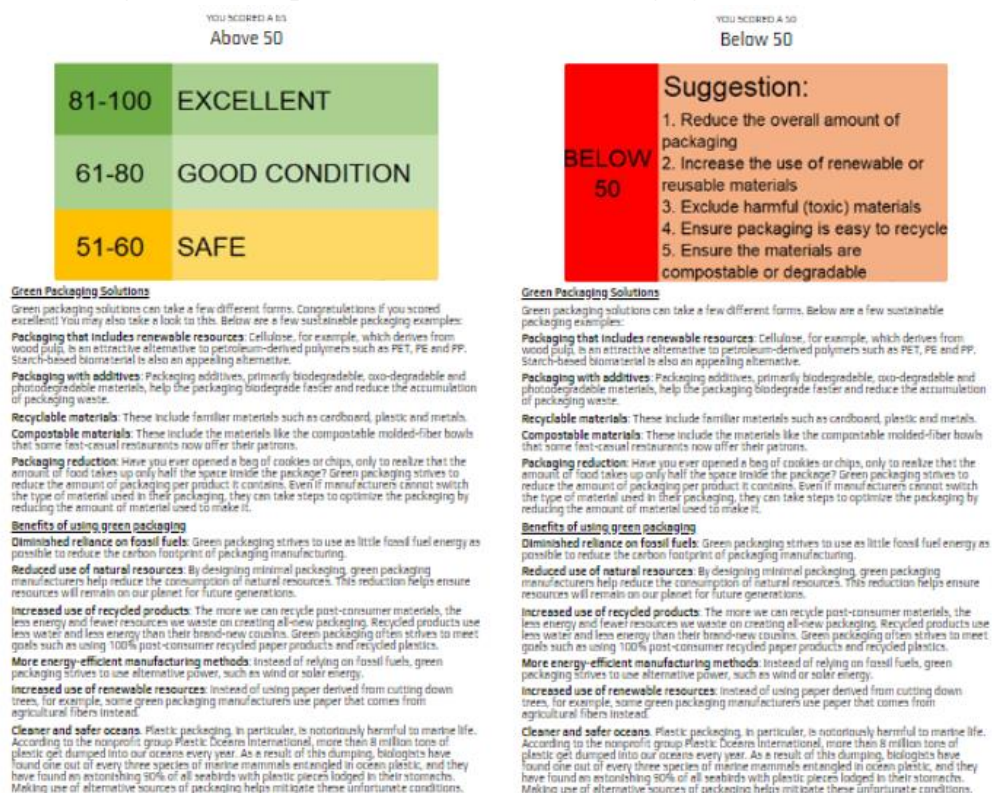 YOU SCORED A 65
Above 50
81-100 EXCELLENT
61-80 GOOD CONDITION
51-60 SAFE
Green Packaging Solutions
Green packaging solutions can take a few different forms. Congratulations if you scored
excellent! You may also take a look to this. Below are a few sustainable packaging examples:
Packaging that includes renewable resources: Cellulose, for example, which derives from
wood pulp, is an attractive alternative to petroleum-derived polymers such as PET, PE and PP.
Starch-based biomaterial is also an appealing alternative.
Packaging with additives: Packaging additives, primarily biodegradable, oxo-degradable and
photodegradable materials, help the packaging biodegrade faster and reduce the accumulation
of packaging waste.
Recyclable materials: These include familiar materials such as cardboard, plastic and metals.
Compostable materials: These include the materials like the compostable molded-fiber bowls
that some fast-casual restaurants now offer their patrons.
Packaging reduction: Have you ever opened a bag of cookies or chips, only to realize that the
amount of food takes up only half the space inside the package? Green packaging strives to
reduce the amount of packaging per product it contains. Even if manufacturers cannot switch
the type of material used in their packaging, they can take steps to optimize the packaging by
reducing the amount of material used to make it.
Benefits of using green packaging
Diminished reliance on fossil fuels: Green packaging strives to use as little fossil fuel energy as
possible to reduce the carbon footprint of packaging manufacturing.
Reduced use of natural resources: By designing minimal packaging, green packaging
manufacturers help reduce the consumption of natural resources. This reduction helps ensure
resources will remain on our planet for future generations.
Increased use of recycled products: The more we can recycle post-consumer materials, the
less energy and fewer resources we waste on creating all-new packaging. Recycled products use
less water and less energy than their brand-new cousins. Green packaging often strives to meet
goals such as using 100% post-consumer recycled paper products and recycled plastics.
More energy-efficient manufacturing methods: Instead of relying on fossil fuels, green
packaging strives to use alternative power, such as wind or solar energy.
Increased use of renewable resources: Instead of using paper derived from cutting down
trees, for example, some green packaging manufacturers use paper that comes from
agricultural fibers instead.
Cleaner and safer oceans. Plastic packaging, in particular, is notoriously harmful to marine life.
According to the nonprofit group Plastic Oceans International, more than 8 million tons of
plastic get dumped into our oceans every year. As a result of this dumping, biologists have
found one out of every three species of marine mammals entangled in ocean plastic, and they
have found an astonishing 90% of all seabirds with plastic pieces lodged in their stomachs.
Making use of alternative sources of packaging helps mitigate these unfortunate conditions.
YOU SCORED A 50
Below 50
BELOW
50
Suggestion:
1. Reduce the overall amount of
packaging
2. Increase the use of renewable or
reusable materials
3. Exclude harmful (toxic) materials
4. Ensure packaging is easy to recycle
5. Ensure the materials are
compostable or degradable
Green Packaging Solutions
Green packaging solutions can take a few different forms. Below are a few sustainable
packaging examples:
Packaging that includes renewable resources: Cellulose, for example, which derives from
wood pulp, is an attractive alternative to petroleum-derived polymers such as PET, PE and PP.
Starch-based biomaterial is also an appealing alternative.
Packaging with additives: Packaging additives, primarily biodegradable, oxo-degradable and
photodegradable materials, help the packaging biodegrade faster and reduce the accumulation
of packaging waste.
Recyclable materials: These include familiar materials such as cardboard, plastic and metals.
Compostable materials: These include the materials like the compostable molded-fiber bowls
that some fast-casual restaurants now offer their patrons.
Packaging reduction: Have you ever opened a bag of cookies or chips, only to realize that the
amount of food takes up only half the space inside the package? Green packaging strives to
reduce the amount of packaging per product it contains. Even if manufacturers cannot switch
the type of material used in their packaging, they can take steps to optimize the packaging by
reducing the amount of material used to make it.
Benefits of using green packaging
Diminished reliance on fossil fuels: Green packaging strives to use as little fossil fuel energy as
possible to reduce the carbon footprint of packaging manufacturing.
Reduced use of natural resources: By designing minimal packaging, green packaging
manufacturers help reduce the consumption of natural resources. This reduction helps ensure
resources will remain on our planet for future generations.
Increased use of recycled products: The more we can recycle post-consumer materials, the
less energy and fewer resources we waste on creating all-new packaging. Recycled products use
less water and less energy than their brand-new cousins. Green packaging often strives to meet
goals such as using 100% post-consumer recycled paper products and recycled plastics.
More energy-efficient manufacturing methods: Instead of relying on fossil fuels, green
packaging strives to use alternative power, such as wind or solar energy.
Increased use of renewable resources: Instead of using paper derived from cutting down
trees, for example, some green packaging manufacturers use paper that comes from
agricultural fibers instead.
Cleaner and safer oceans. Plastic packaging, in particular, is notoriously harmful to marine life.
According to the nonprofit group Plastic Oceans International, more than 8 million tons of
plastic get dumped into our oceans every year. As a result of this dumping, biologists have
found one out of every three species of marine mammals entangled in ocean plastic, and they
have found an astonishing 90% of all seabirds with plastic pieces lodged in their stomachs.
Making use of alternative sources of packaging helps mitigate these unfortunate conditions.